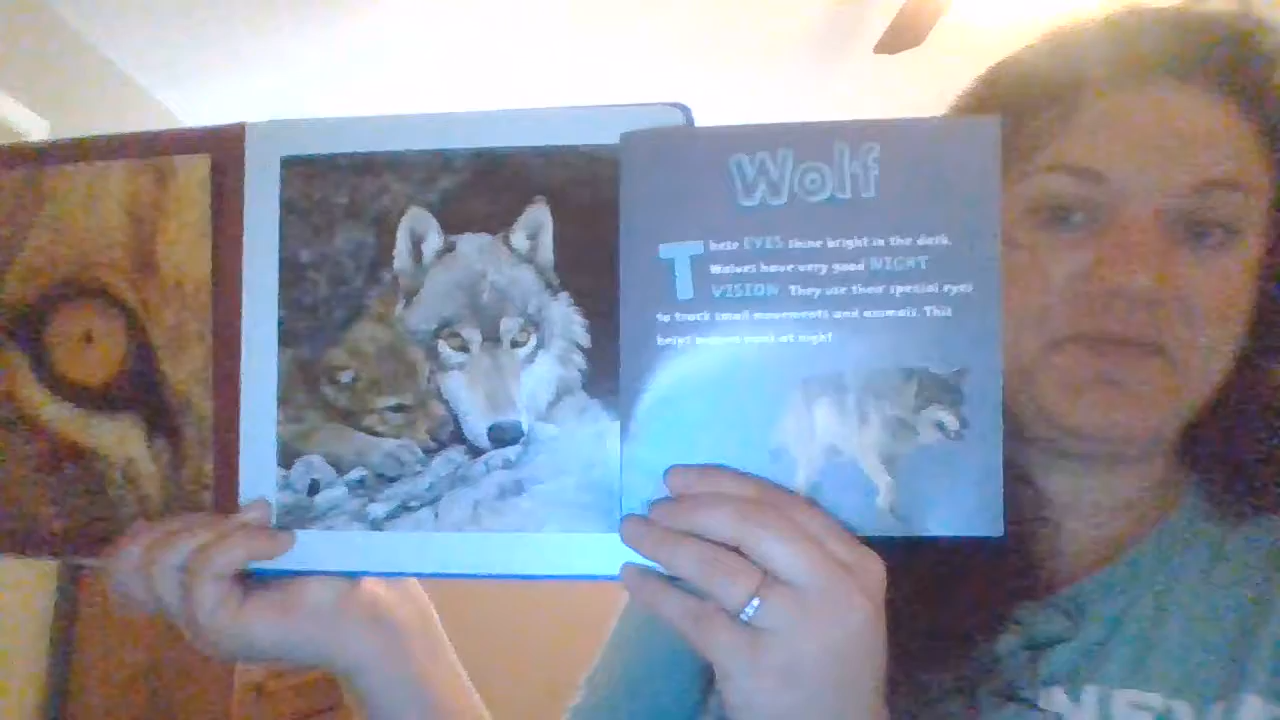 Wolf
These EYES shine bright in the dark.
Wolves have very good NIGHT
VISION. They use their special eyes
to track small movements and animals. This
helps wolves hunt at night